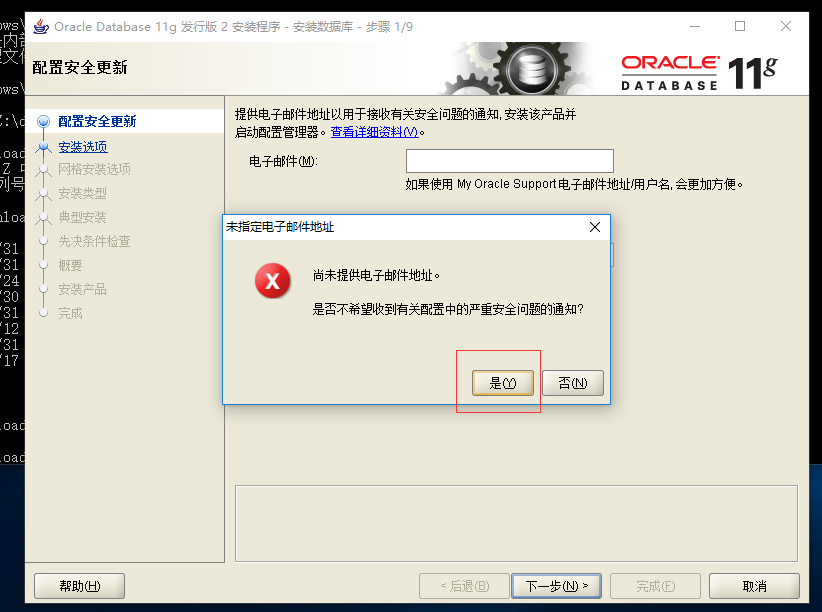 Oracle Database 11g 发行版 2 安装程序 - 安装数据库 - 步骤 1/9
配置安全更新
ORACLE
DATABASE 11g
配置安全更新
安装选项
网格安装选项
安装类型
典型安装
先决条件检查
概要
安装产品
完成
提供电子邮件地址以用于接收有关安全问题的通知, 安装该产品并
启动配置管理器。查看详细资料(V)。
电子邮件(M):
如果使用 My Oracle Support 电子邮件地址/用户名, 会更加方便。
未指定电子邮件地址
尚未提供电子邮件地址。
是否不希望收到有关配置中的严重安全问题的通知?
是(Y)
否(N)
帮助(H)
< 后退(B)
下一步(N) >
完成(F)
取消
ows\
内部
文件
ows\
Z:\d
load
Z 中
列号
nloa
/31
/31
/24
/30
/31
/12
/31
/17
load
load